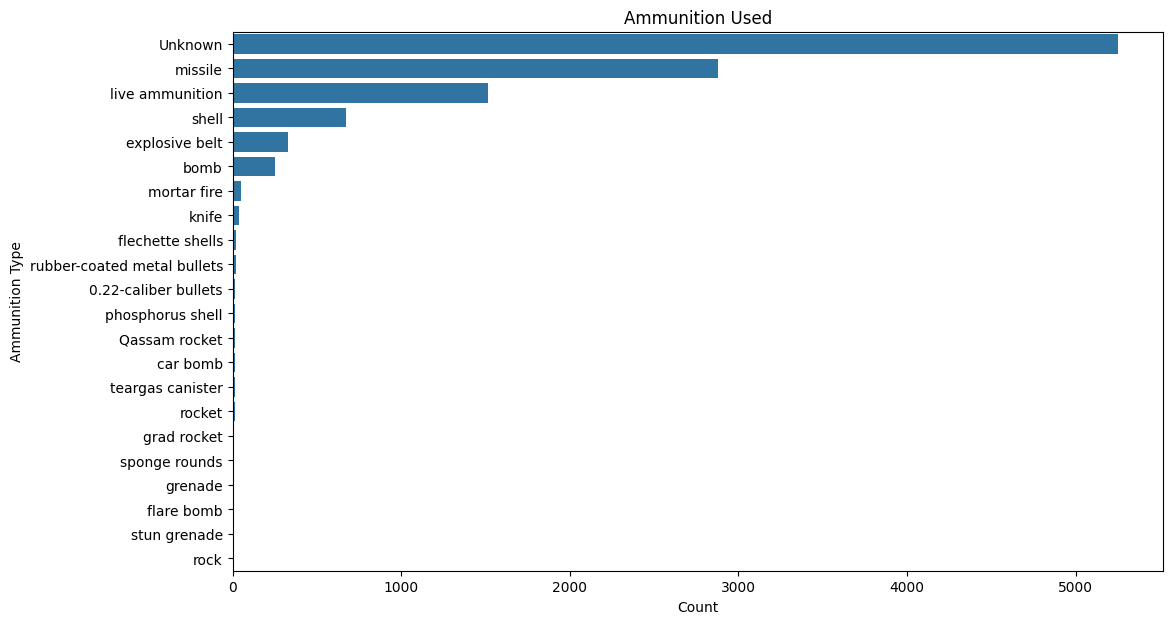 Ammunition Used
Ammunition Type
Unknown
missile
live ammunition
shell
explosive belt
bomb
mortar fire
knife
flechette shells
rubber-coated metal bullets
0.22-caliber bullets
phosphorus shell
Qassam rocket
car bomb
teargas canister
rocket
grad rocket
sponge rounds
grenade
flare bomb
stun grenade
rock
0 1000 2000 3000 4000 5000
Count